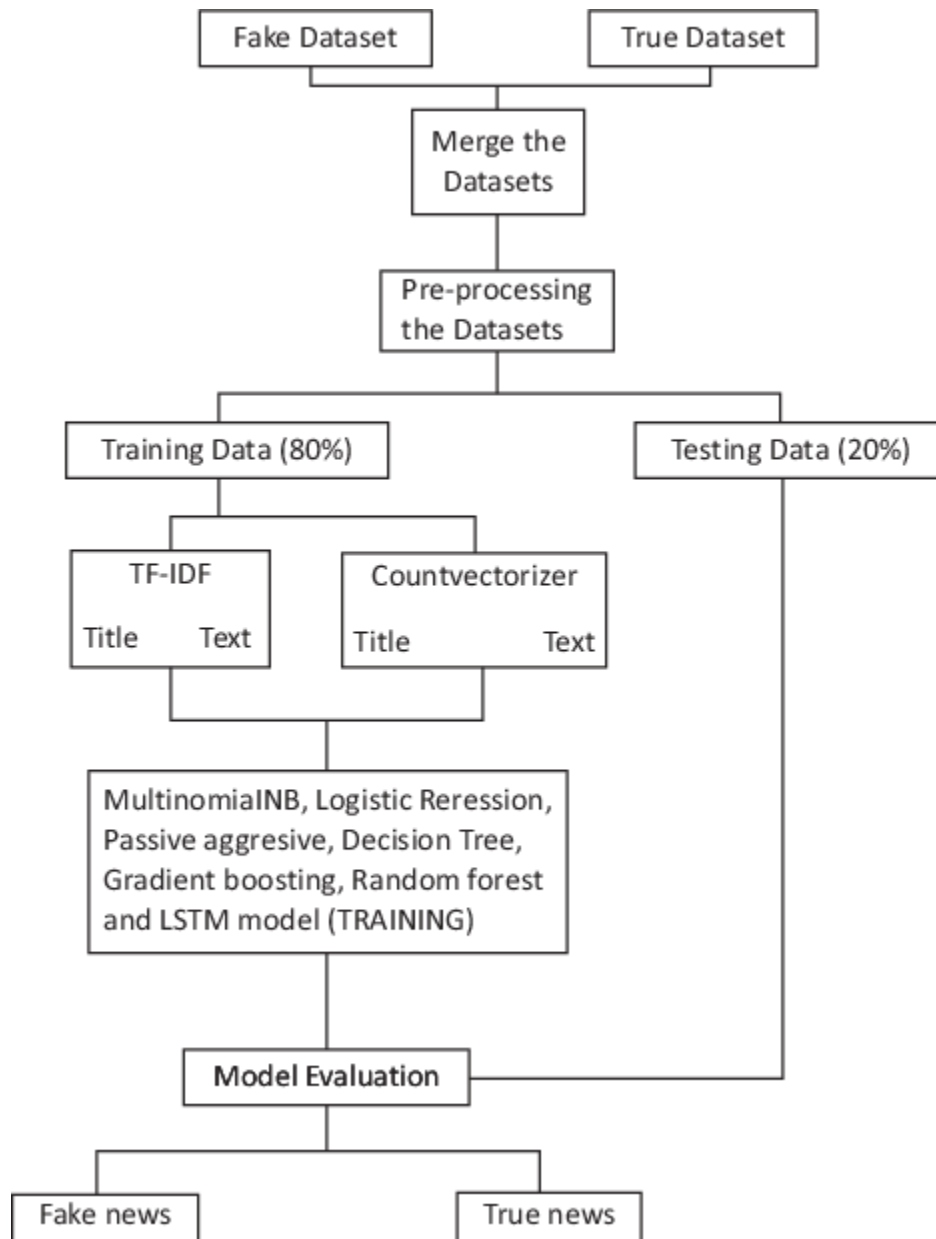 Fake Dataset
True Dataset
Merge the
Datasets
Pre-processing
the Datasets
Training Data (80%)
Testing Data (20%)
TF-IDF
Title Text
Countvectorizer
Title Text
MultinomiaINB, Logistic Reression,
Passive aggresive, Decision Tree,
Gradient boosting, Random forest
and LSTM model (TRAINING)
Model Evaluation
Fake news
True news